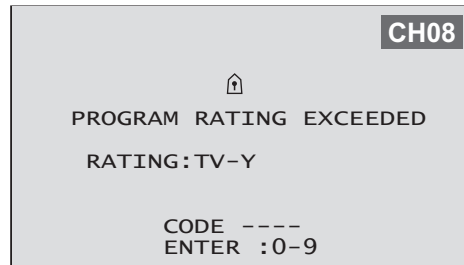 CH08
PROGRAM RATING EXCEEDED
RATING:TV-Y
CODE ----
ENTER :0-9